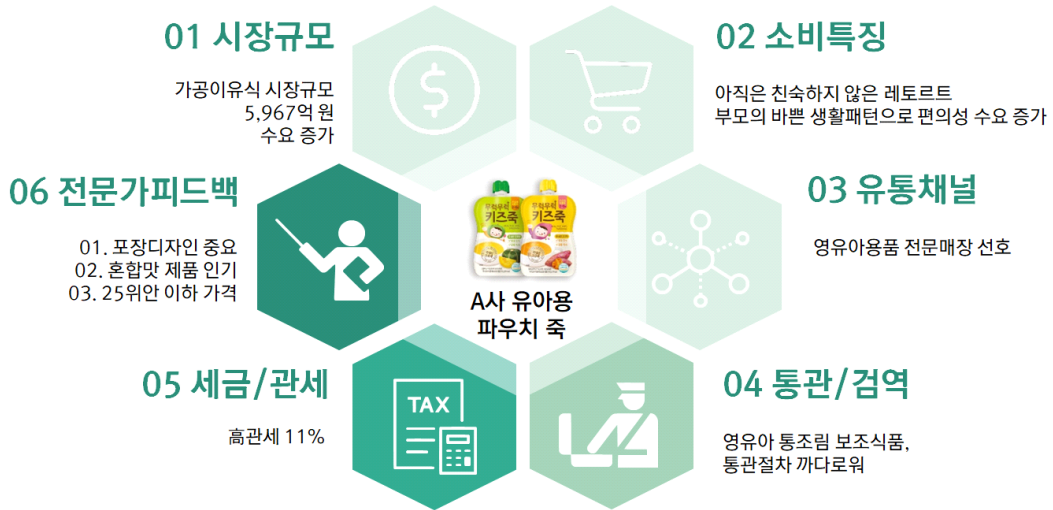 01 시장규모
가공이유식 시장규모
5,967억 원
수요 증가
02 소비특징
아직은 친숙하지 않은 레토르트
부모의 바쁜 생활패턴으로 편의성 수요 증가
06 전문가피드백
01. 포장디자인 중요
02. 혼합맛 제품 인기
03. 25위안 이하 가격
키즈죽
키즈죽
A사 유아용
파우치 죽
03 유통채널
영유아용품 전문매장 선호
05 세금/관세
高관세 11%
TAX
04 통관/검역
영유아 통조림 보조식품,
통관절차 까다로워